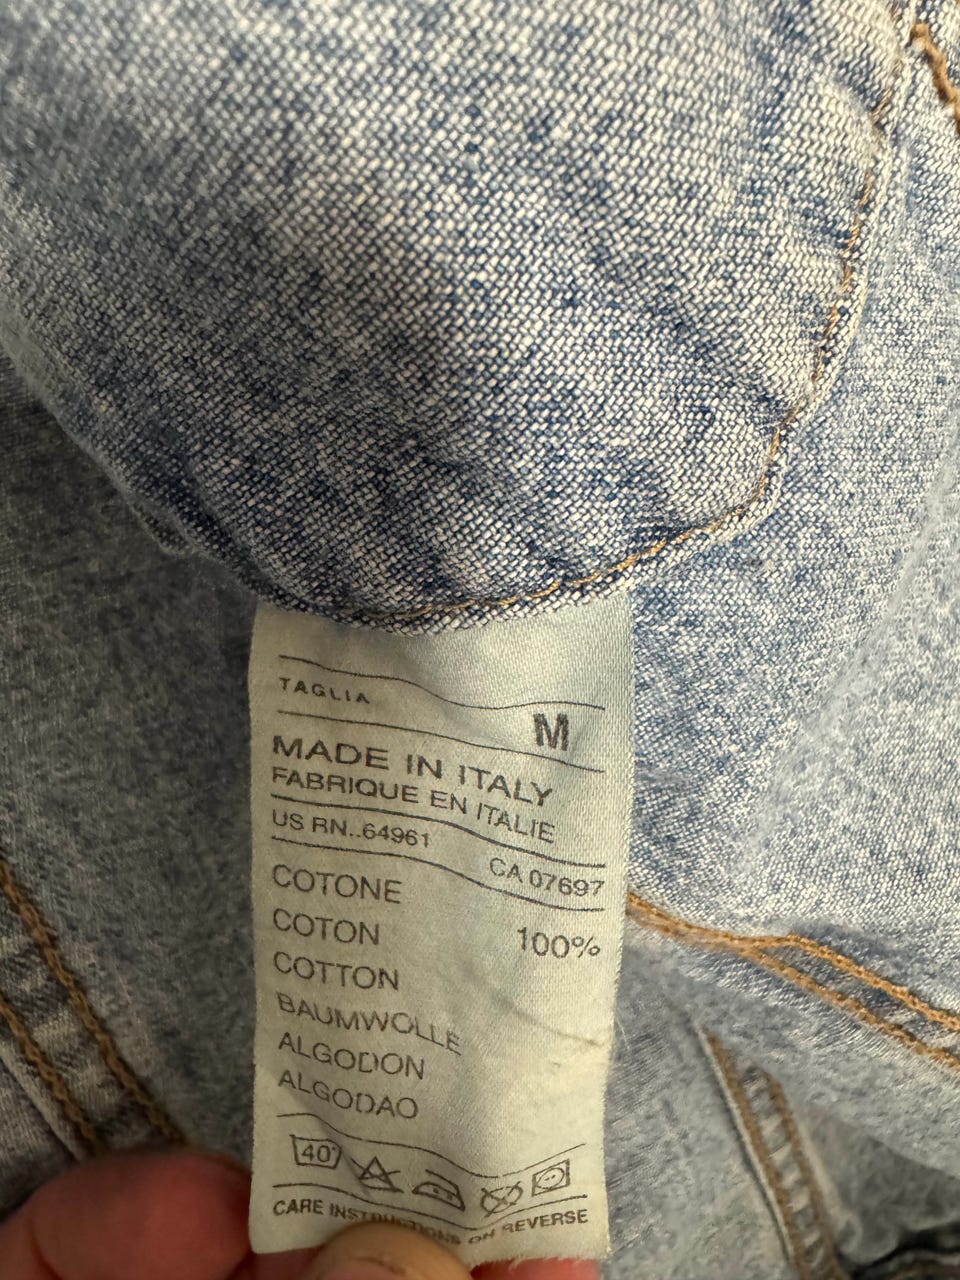 TAGLIA
M
MADE IN ITALY
FABRIQUE EN ITALIE
US RN..64961 CA 07697
COTONE
COTON 100%
COTTON
BAUMWOLLE
ALGODON
ALGODAO
40°
CARE INSTRUCTIONS ON REVERSE